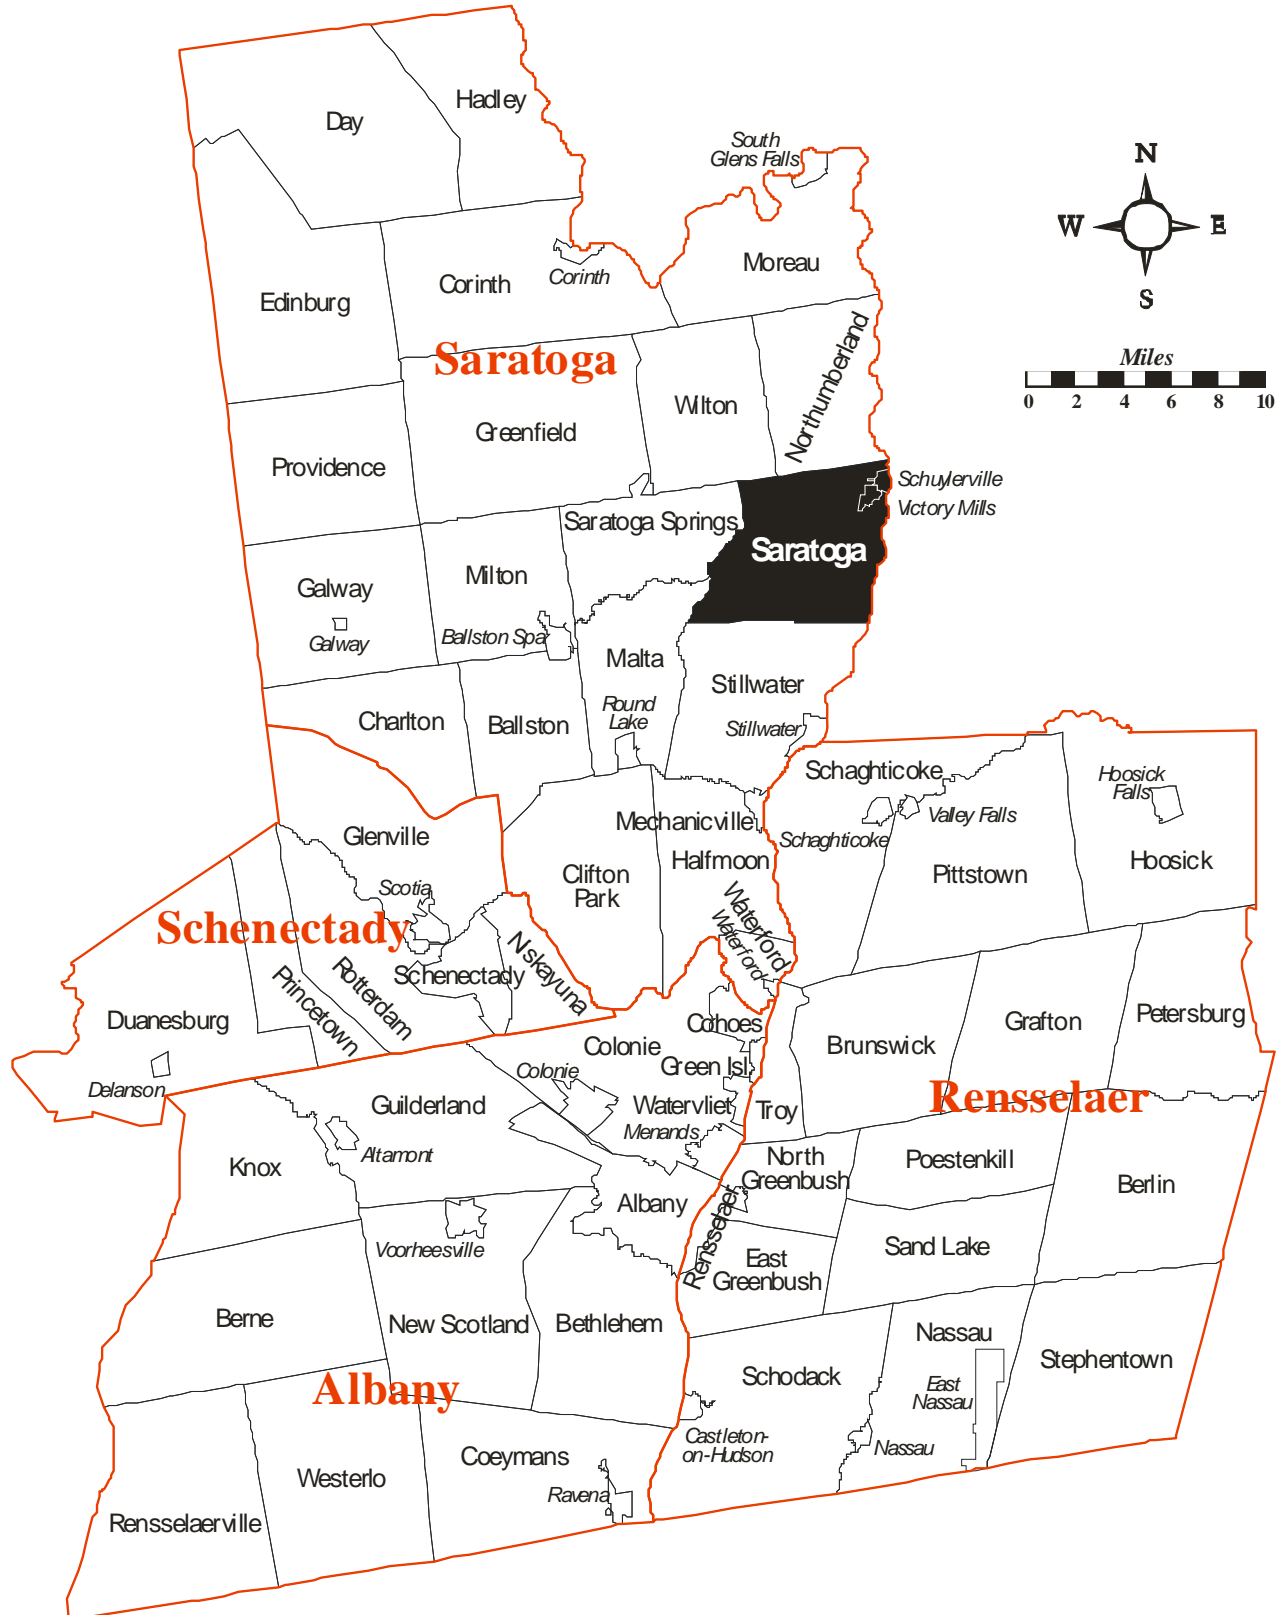 Day
Hadley
South
Glens Falls
N
W
E
S
Moreau
Corinth
Corinth
Edinburg
Saratoga
Miles
0 2 4 6 8 10
Northumberland
Wilton
Greenfield
Providence
Schuylerville
Victory Mills
Saratoga Springs
Saratoga
Milton
Galway
Galway
Ballston Spa
Malta
Stillwater
Round
Lake
Charlton
Ballston
Stillwater
Schaghticoke
Hoosick
Falls
Valley Falls
Schaghticoke
Mechanicville
Glenville
Halfmoon
Hoosick
Clifton
Park
Pittstown
Scotia
Waterford
Waterford
Schenectady
Niskayuna
Schenectady
Rotterdam
Princetown
Duanesburg
Cohoes
Grafton
Petersburg
Colonie
Brunswick
Green Isl.
Colonie
Delanson
Rensselaer
Guilderland
Watervliet
Troy
Menands
Altamont
North
Greenbush
Poestenkill
Knox
Berlin
Albany
Rensselaer
Voorheesville
Sand Lake
East
Greenbush
Berne
New Scotland
Bethlehem
Nassau
Stephentown
Schodack
East
Nassau
Albany
Castleton-
on-Hudson
Nassau
Coeymans
Westerlo
Ravena
Rensselaerville